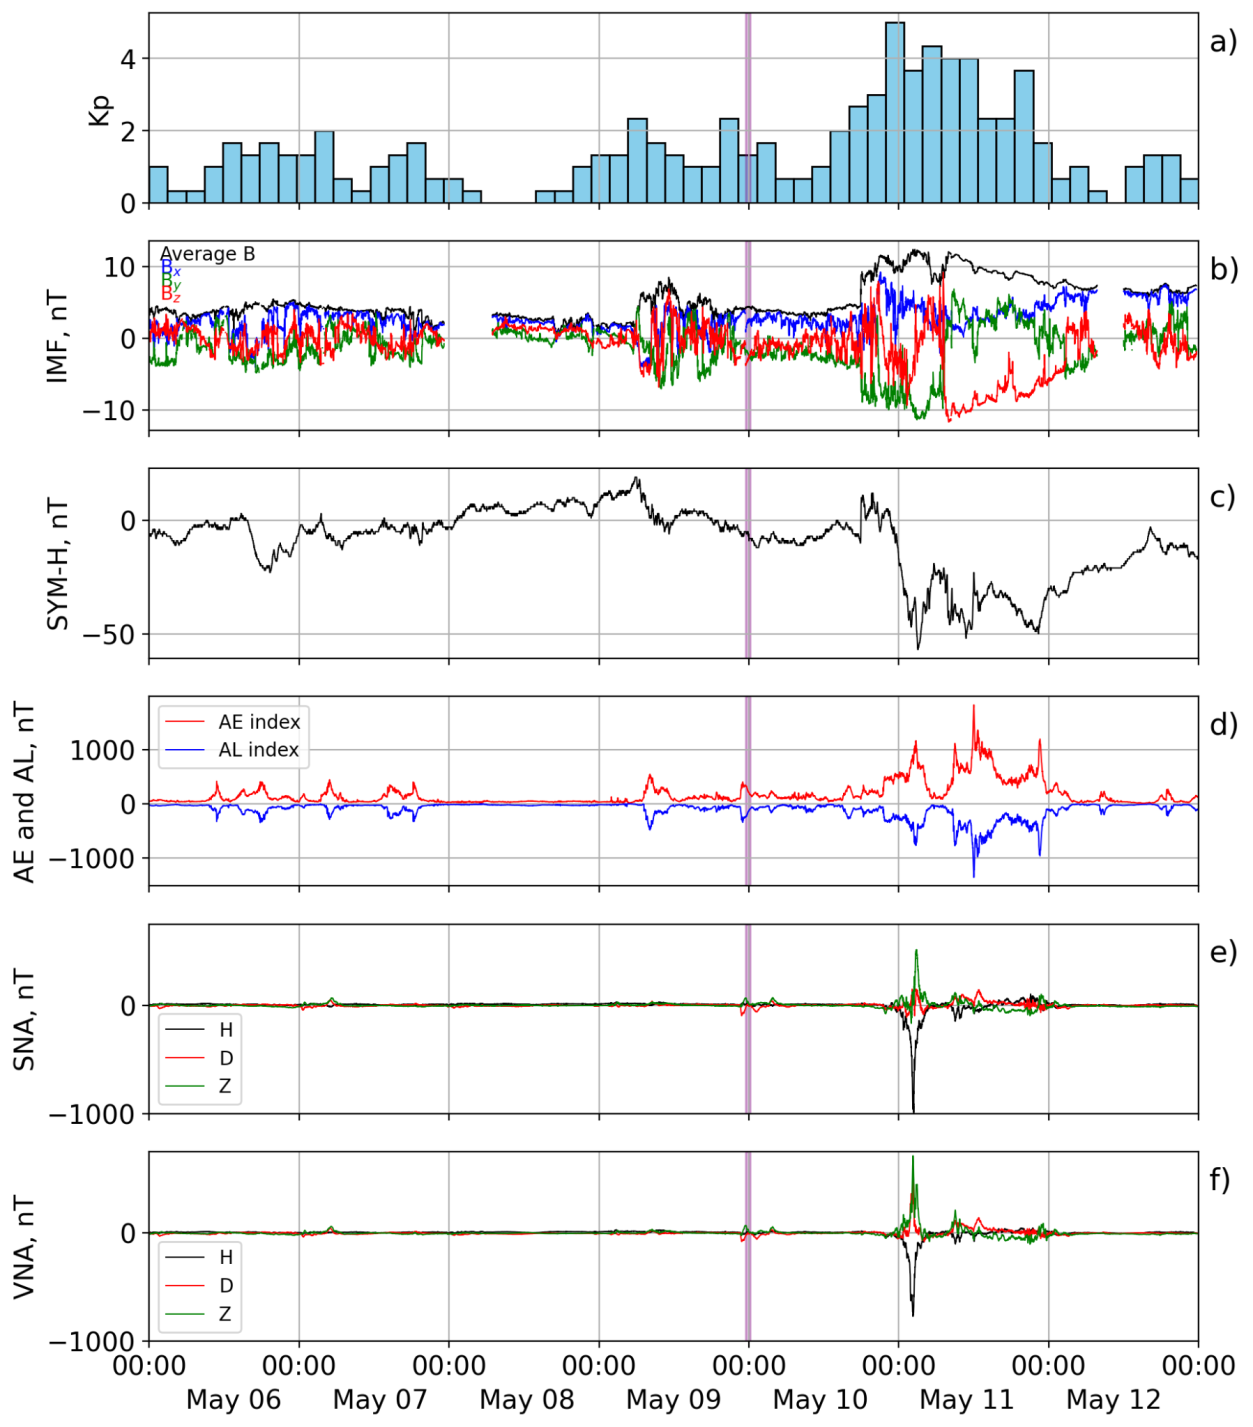 a)
Kp
4
2
0
b)
IMF, nT
10
0
−10
Average B
Bx
By
Bz
c)
SYM-H, nT
0
−50
d)
AE and AL, nT
1000
0
−1000
AE index
AL index
e)
SNA, nT
0
−1000
H
D
Z
f)
VNA, nT
0
−1000
H
D
Z
00:00 00:00 00:00 00:00 00:00 00:00 00:00 00:00
May 06 May 07 May 08 May 09 May 10 May 11 May 12